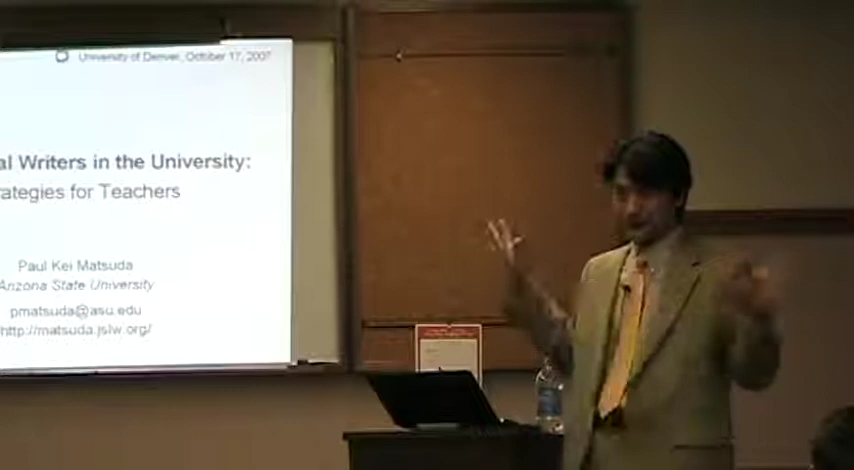 University of Denver, October 17, 2007
al Writers in the University:
rategies for Teachers
Paul Kei Matsuda
Arizona State University
pmatsuda@asu.edu
http://matsuda.jslw.org/